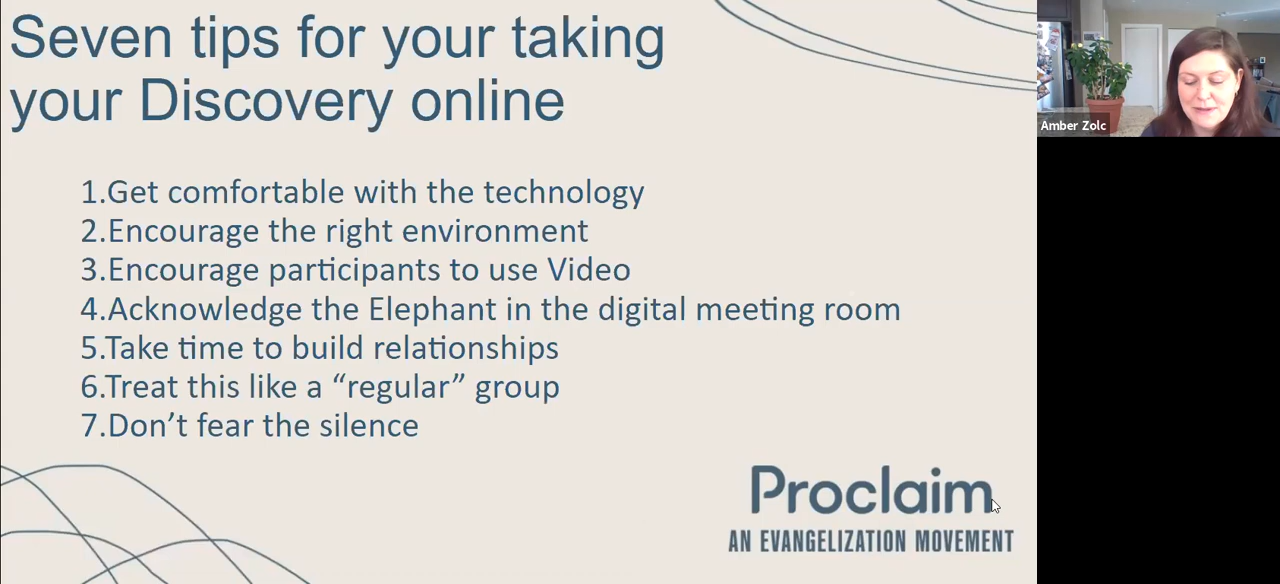 Seven tips for your taking
your Discovery online
1.Get comfortable with the technology
2.Encourage the right environment
3.Encourage participants to use Video
4.Acknowledge the Elephant in the digital meeting room
5.Take time to build relationships
6.Treat this like a “regular” group
7.Don’t fear the silence
Proclaim
AN EVANGELIZATION MOVEMENT
Amber Zolc